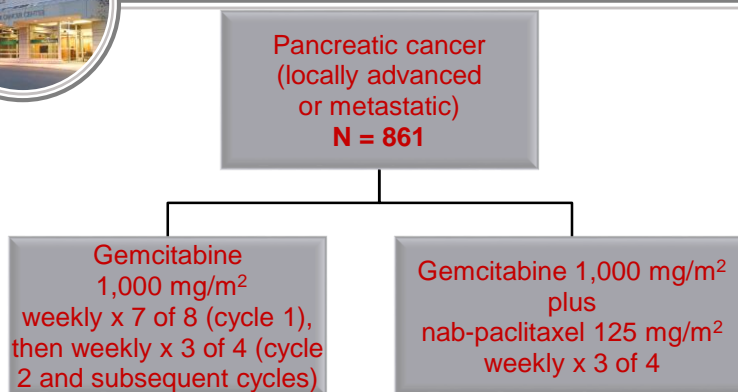 CANCER CENTER
Pancreatic cancer
(locally advanced
or metastatic)
N = 861
Gemcitabine
1,000 mg/m²
weekly x 7 of 8 (cycle 1),
then weekly x 3 of 4 (cycle
2 and subsequent cycles)
Gemcitabine 1,000 mg/m²
plus
nab-paclitaxel 125 mg/m²
weekly x 3 of 4